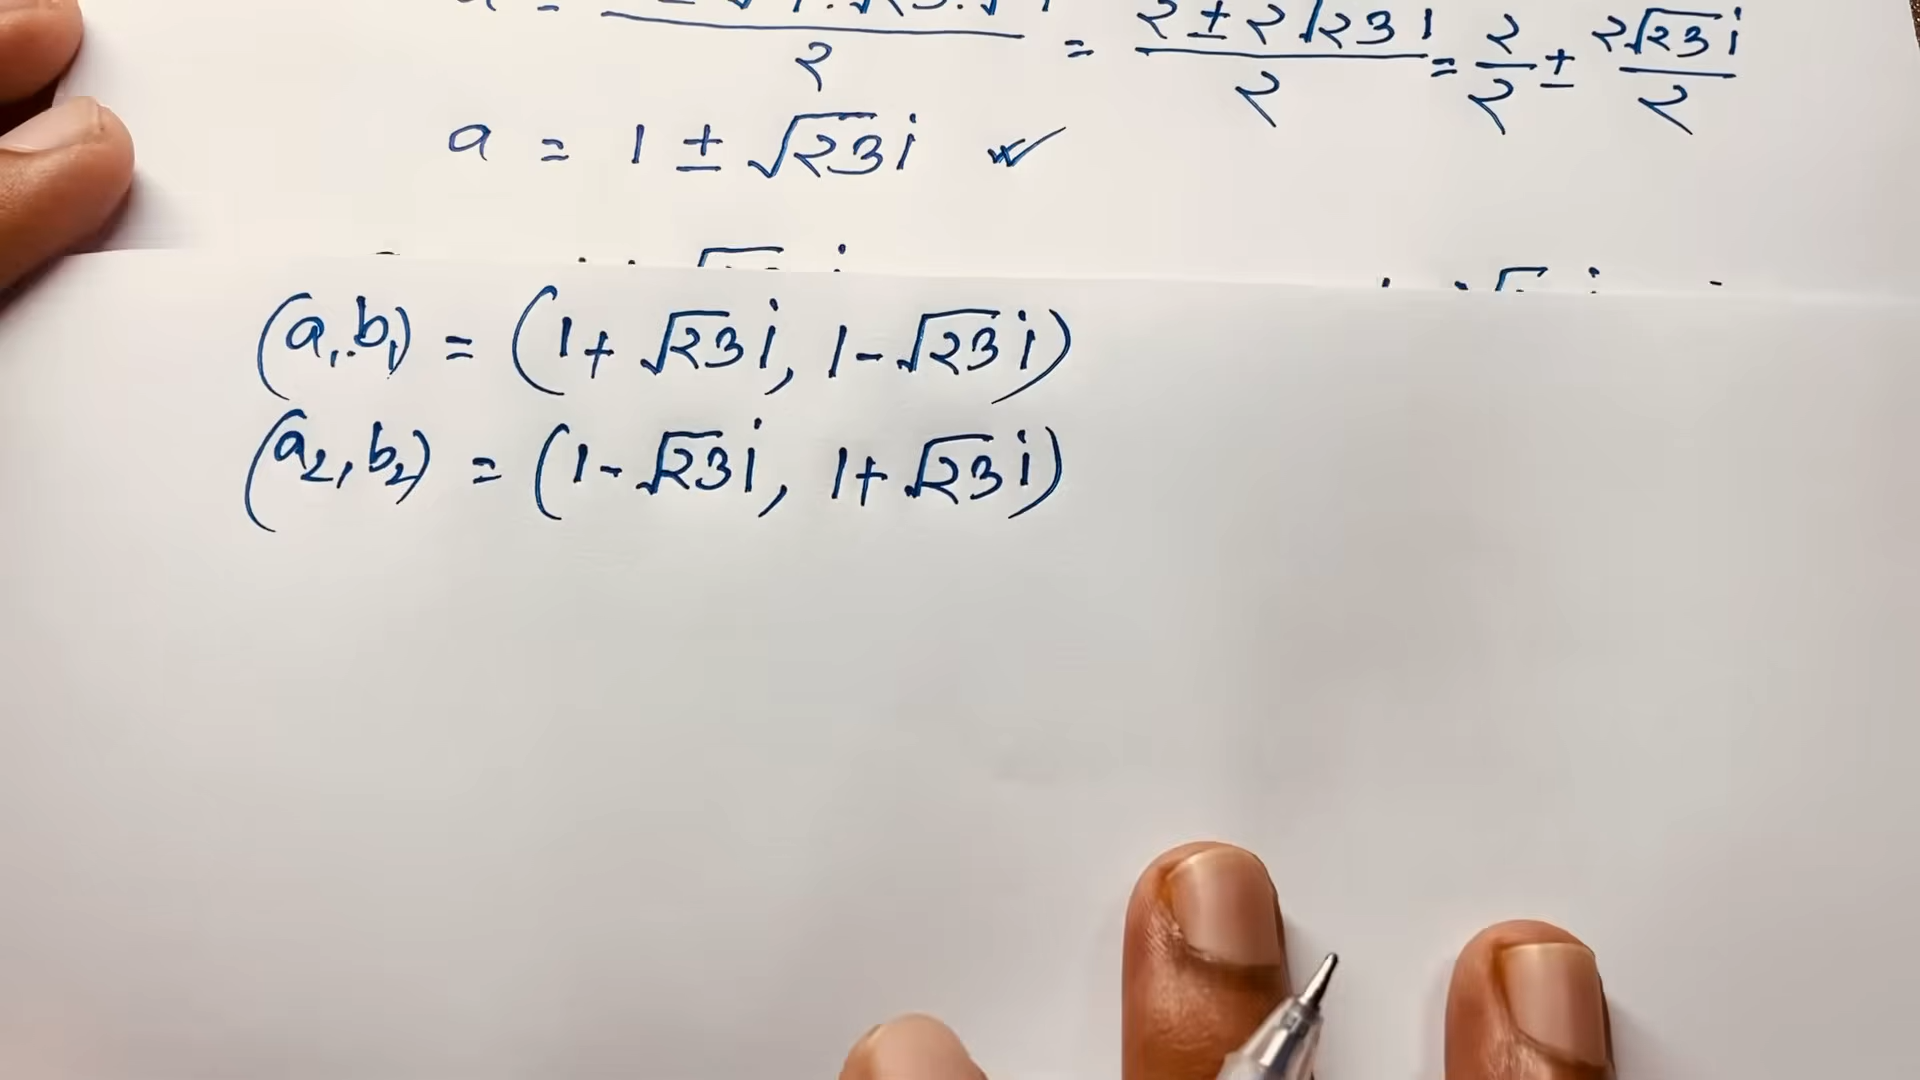 = 2 = 2 ± 2√23 i / 2 = 2/2 ± 2√23 i / 2
a = 1 ± √23 i
(a₁, b₁) = (1 + √23 i, 1 - √23 i)
(a₂, b₂) = (1 - √23 i, 1 + √23 i)